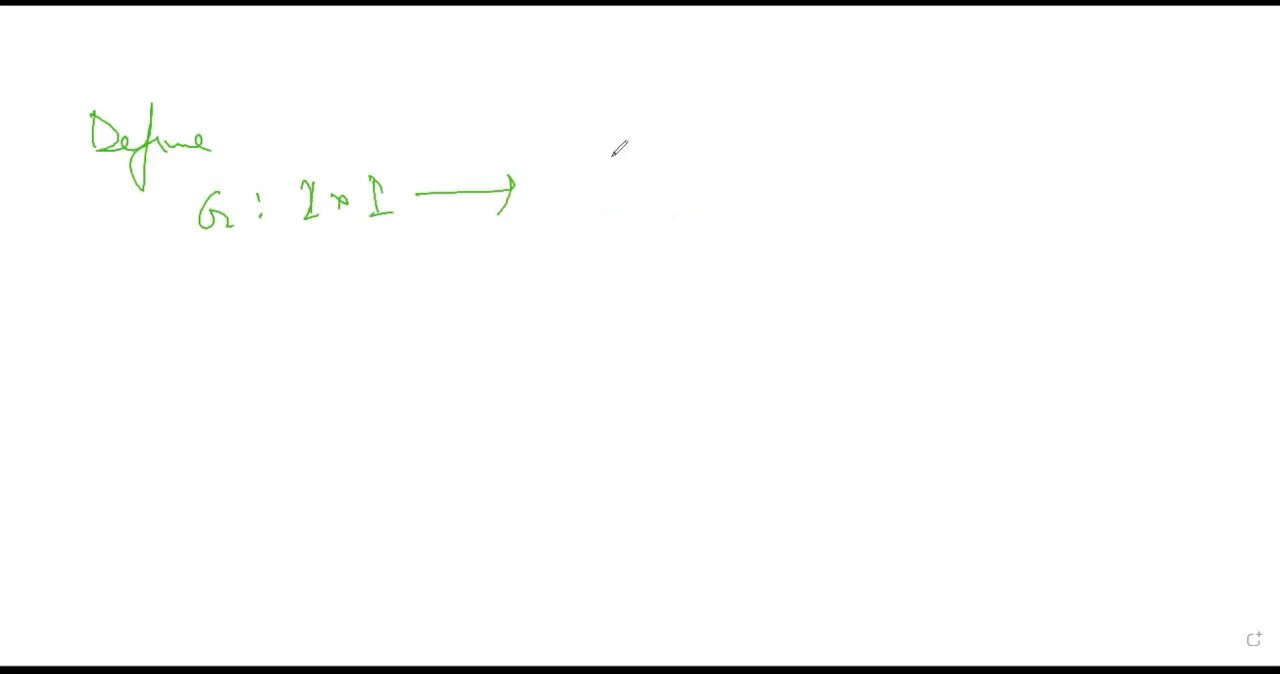 Define
G : I × I ⟶